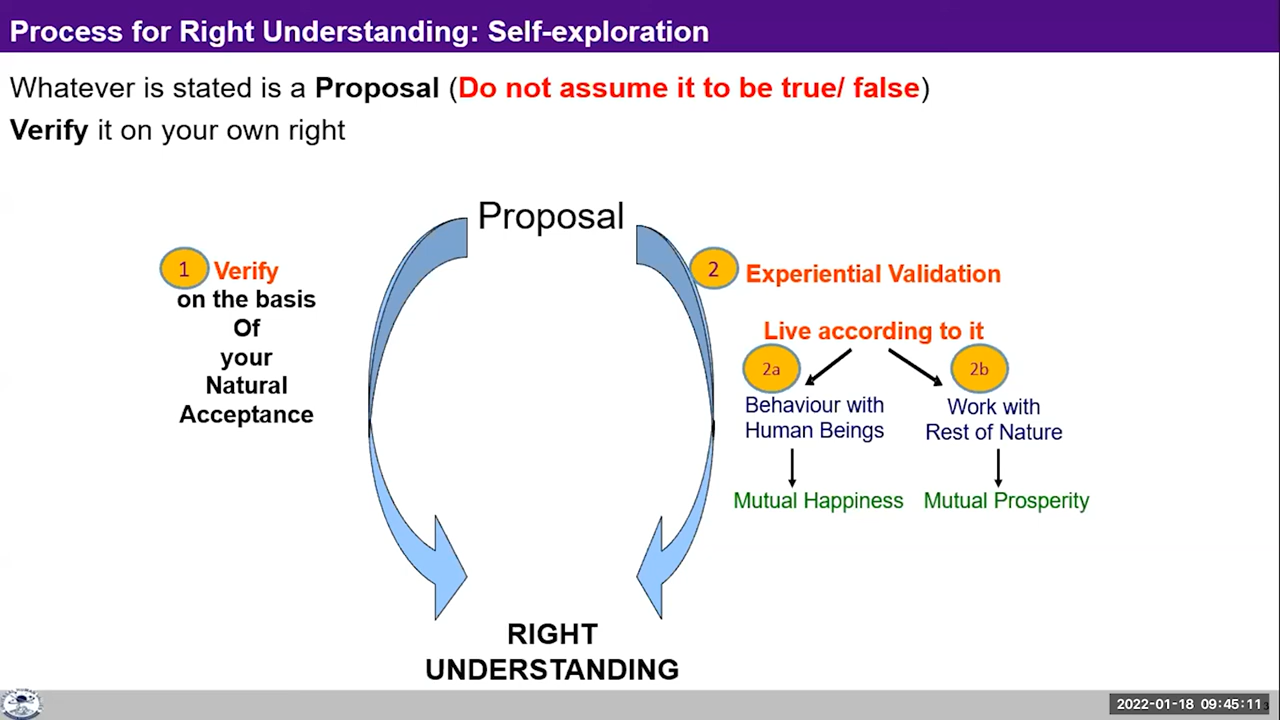 Process for Right Understanding: Self-exploration
Whatever is stated is a Proposal (Do not assume it to be true/ false)
Verify it on your own right
Proposal
1 Verify
on the basis
Of
your
Natural
Acceptance
2 Experiential Validation
Live according to it
2a
2b
Behaviour with
Human Beings
Work with
Rest of Nature
Mutual Happiness
Mutual Prosperity
RIGHT
UNDERSTANDING
2022-01-18 09:45:11